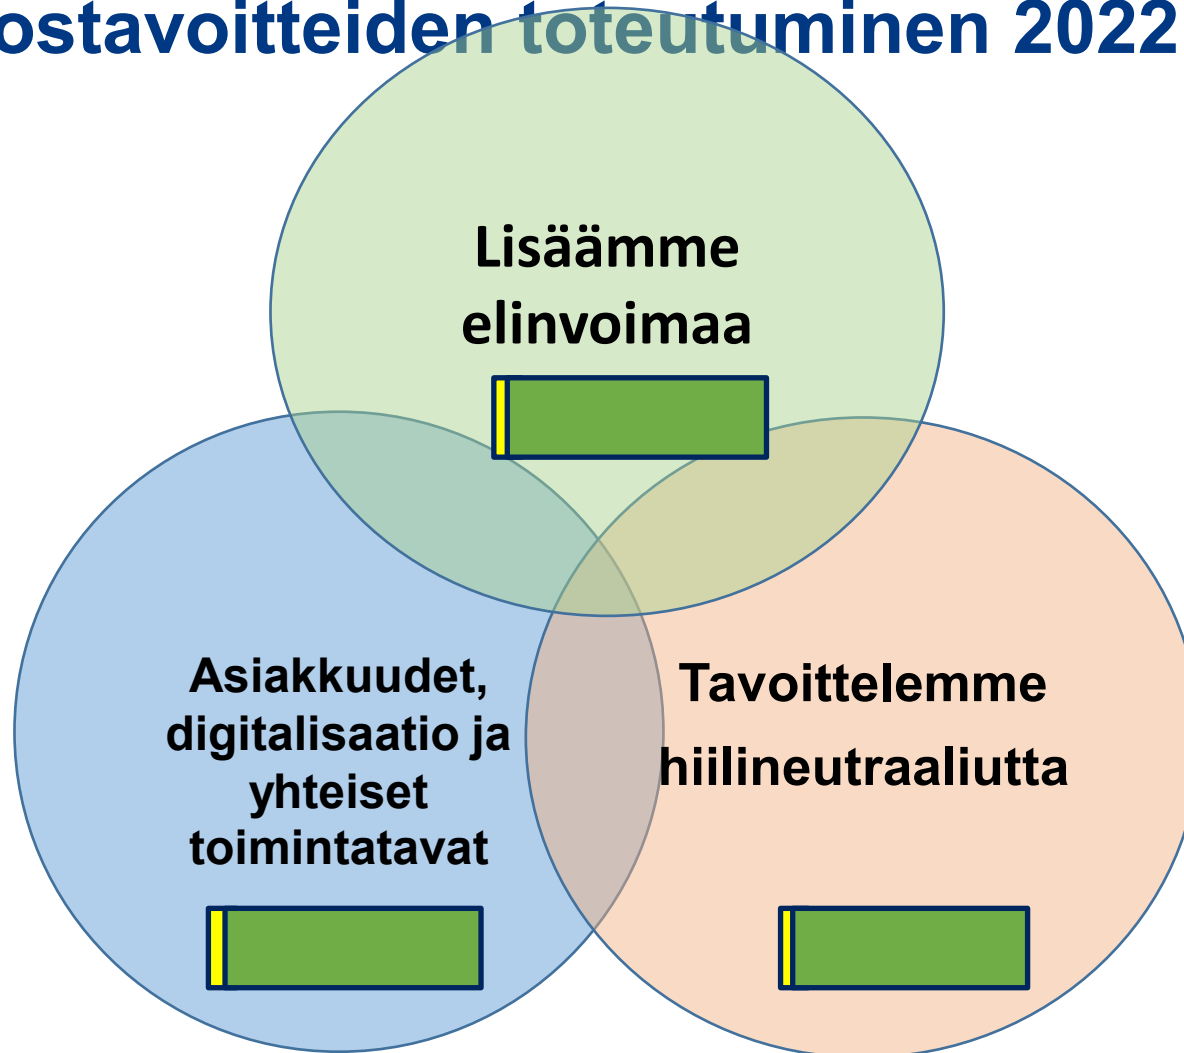 ostavoitteiden toteutuminen 2022
Lisäämme
elinvoimaa
Asiakkuudet,
digitalisaatio ja
yhteiset
toimintatavat
Tavoittelemme
hiilineutraaliutta